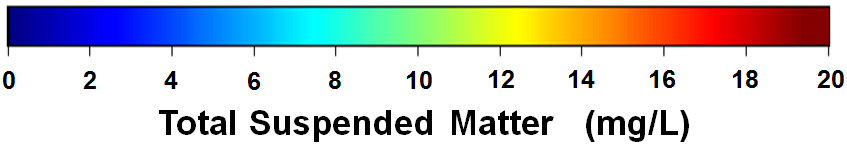 0 2 4 6 8 10 12 14 16 18 20
Total Suspended Matter (mg/L)